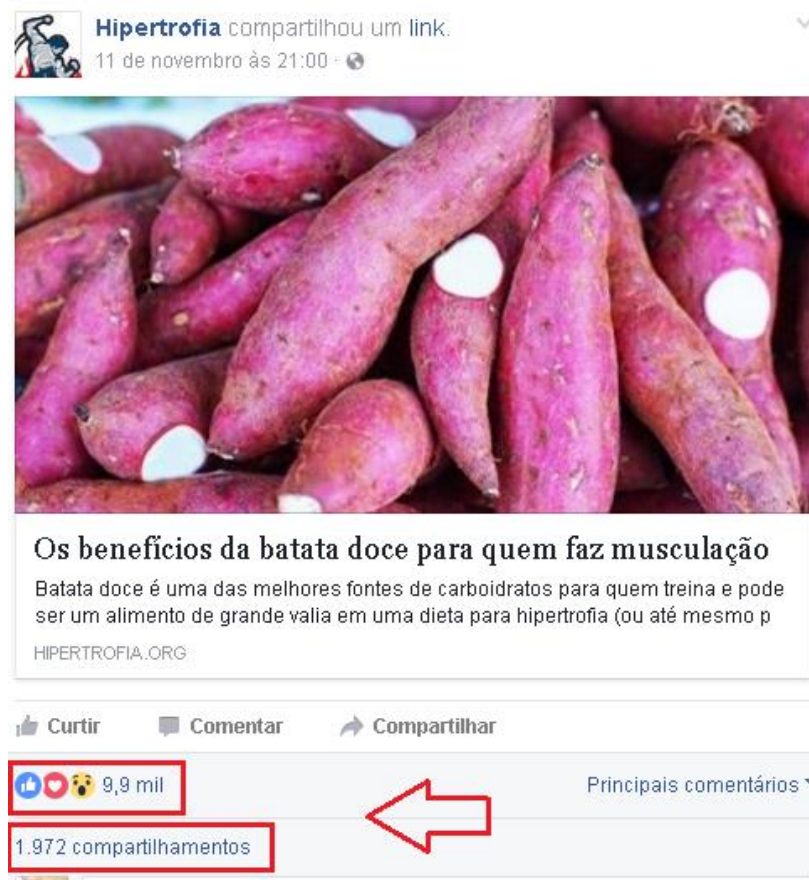 Hipertrofia compartilhou um link.
11 de novembro às 21:00 ·
Os benefícios da batata doce para quem faz musculação
Batata doce é uma das melhores fontes de carboidratos para quem treina e pode
ser um alimento de grande valia em uma dieta para hipertrofia (ou até mesmo p
HIPERTROFIA.ORG
Curtir Comentar Compartilhar
9,9 mil Principais comentários
1.972 compartilhamentos